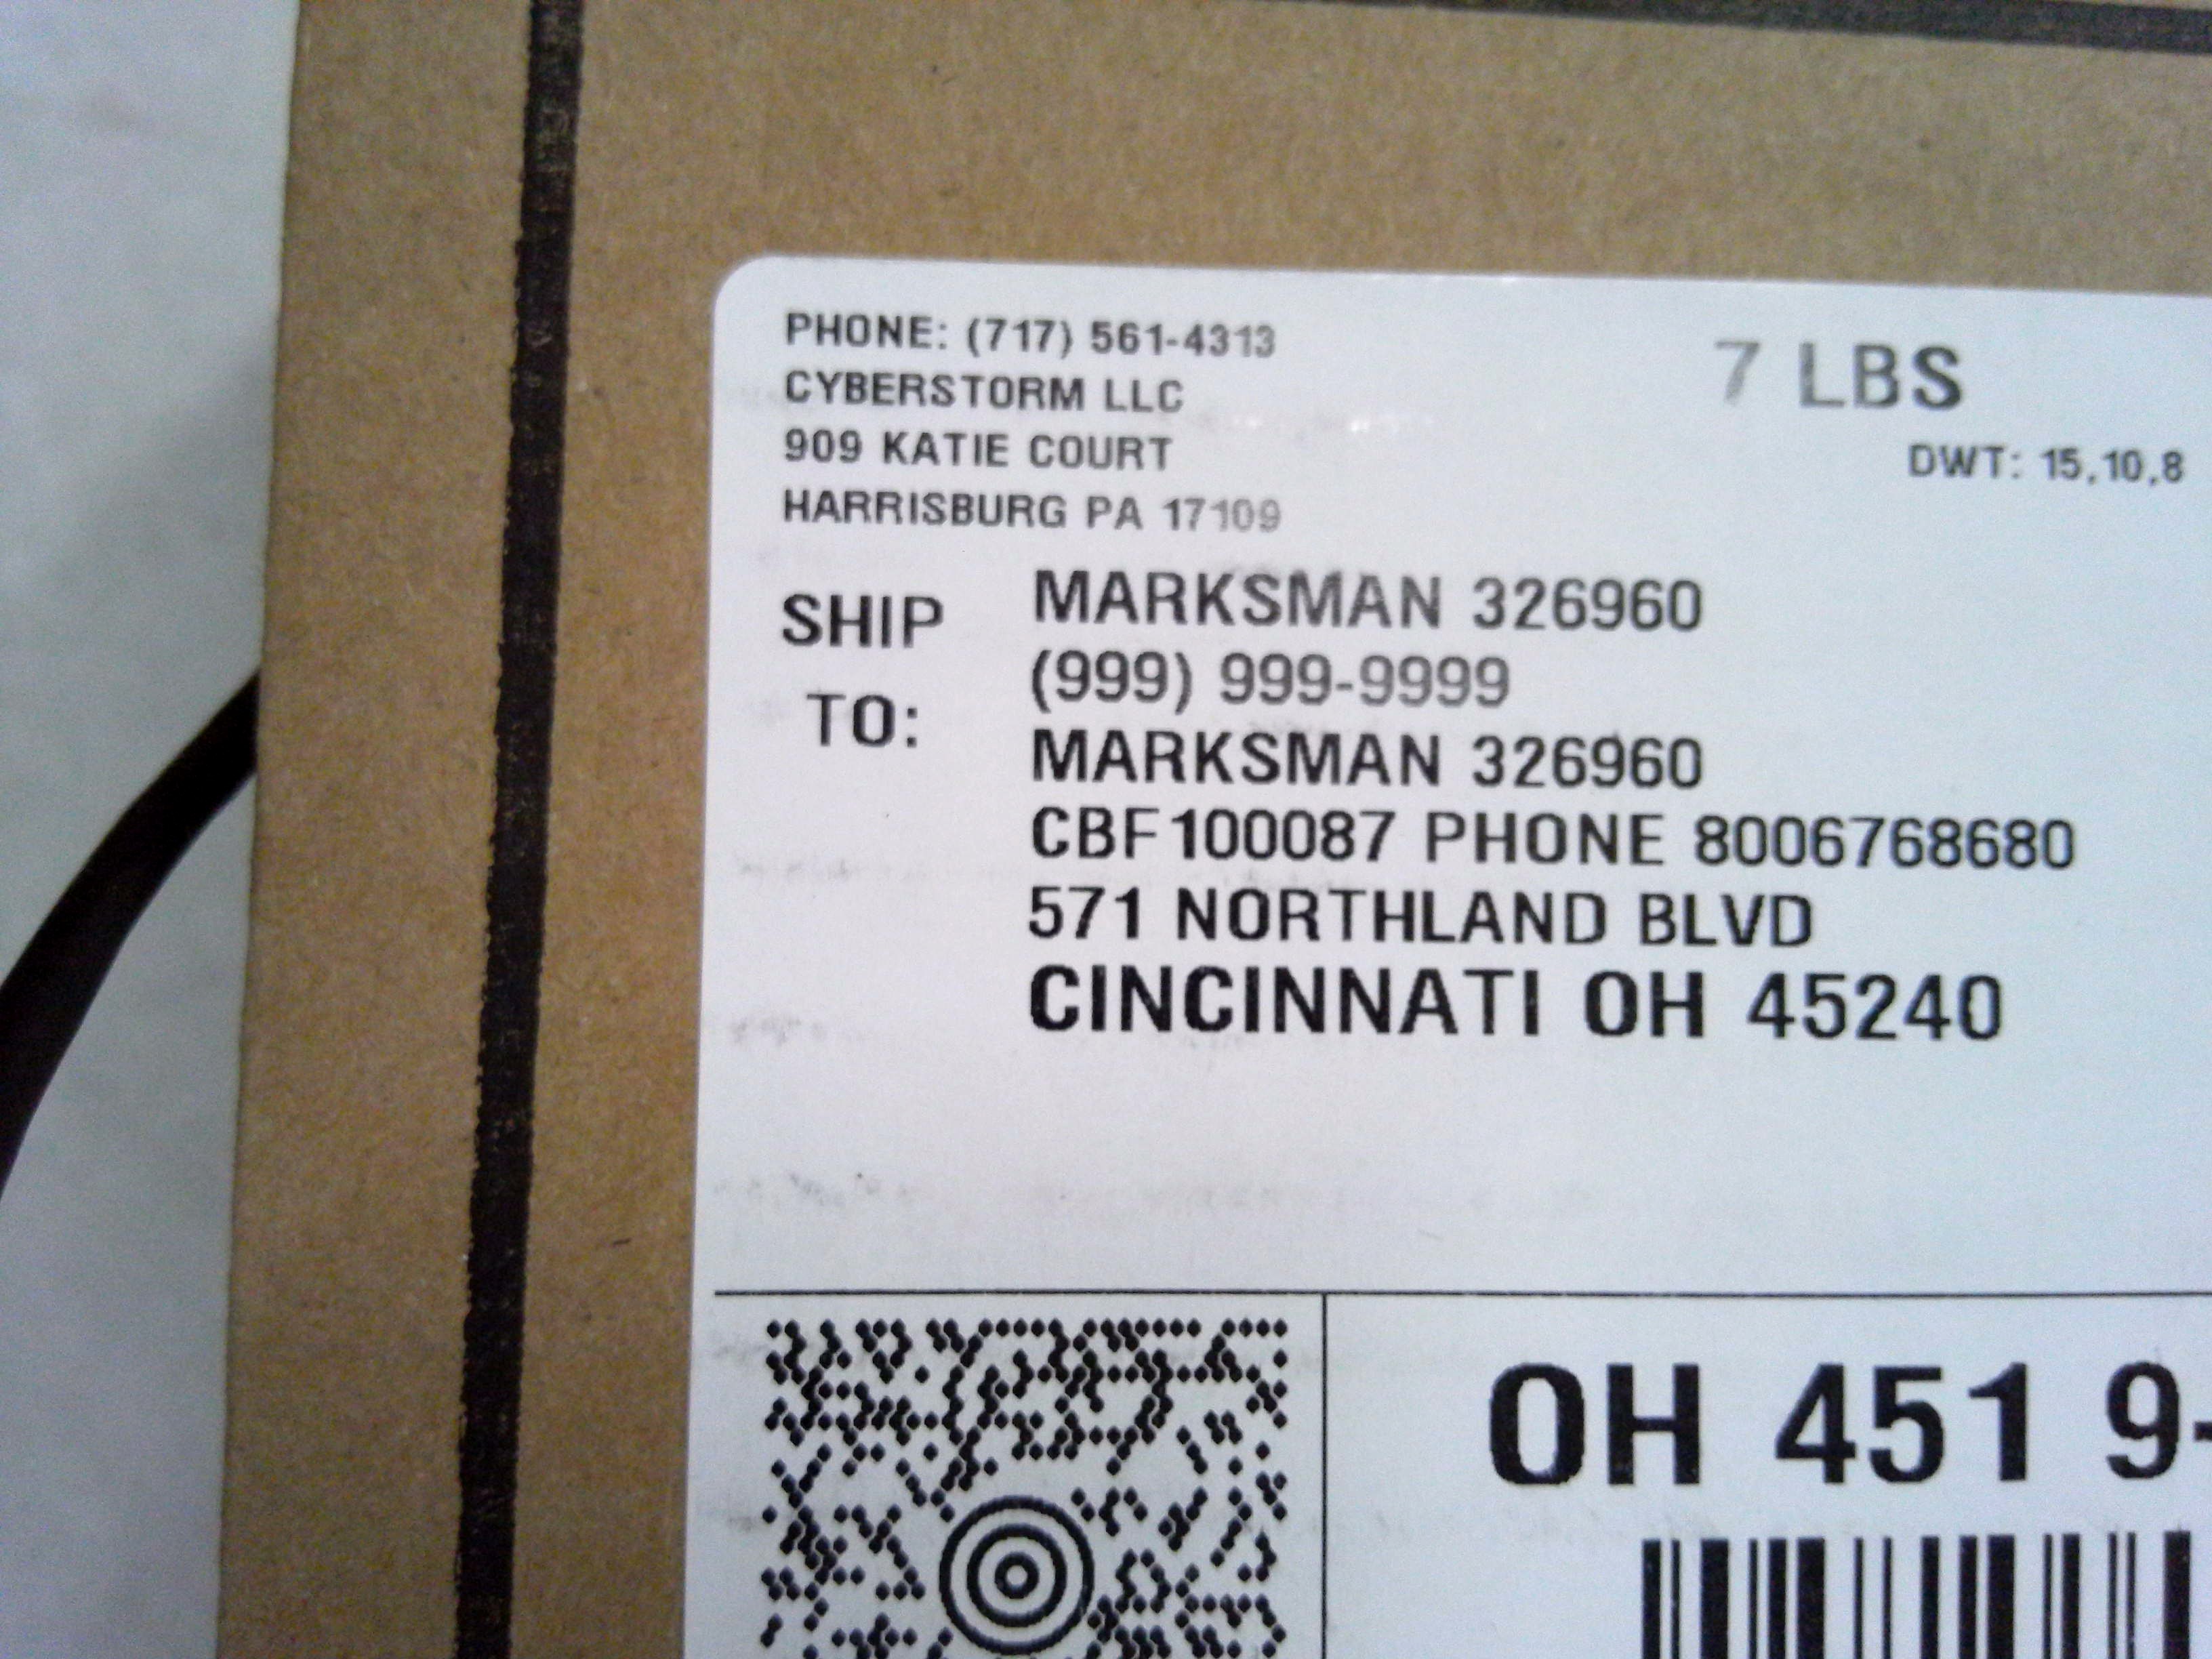 PHONE: (717) 561-4313
CYBERSTORM LLC
909 KATIE COURT
HARRISBURG PA 17109
7 LBS
DWT: 15,10,8
SHIP TO:
MARKSMAN 326960
(999) 999-9999
MARKSMAN 326960
CBF100087 PHONE 8006768680
571 NORTHLAND BLVD
CINCINNATI OH 45240
OH 451 9-